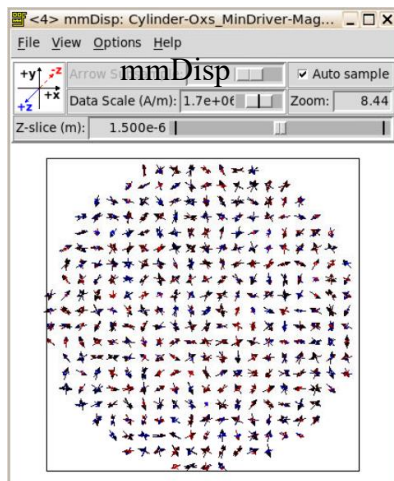 <4> mmDisp: Cylinder-Oxs_MinDriver-Mag...
File View Options Help
+y -z Arrow S mmDisp Auto sample
+z +x Data Scale (A/m): 1.7e+06 Zoom: 8.44
Z-slice (m): 1.500e-6